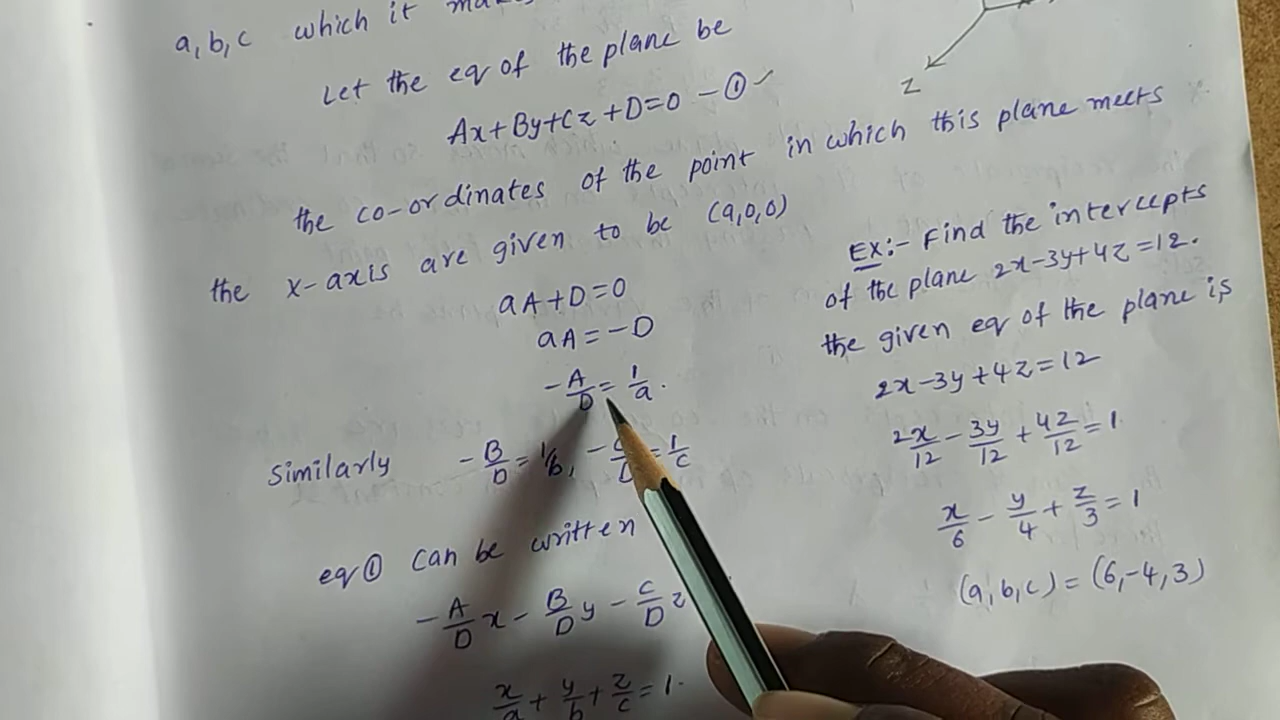 a, b, c which it
Let the eq of the plane be
Ax + By + Cz + D = 0 - ①
the co-ordinates of the point in which this plane meets
the x-axis are given to be (a,0,0)
aA + D = 0
aA = -D
-A/D = 1/a.
Similarly -B/D = 1/b, -C/D = 1/c
eq ① can be written
-A/D x - B/D y - C/D z
x/a + y/b + z/c = 1.
Z
EX:- Find the intercepts
of the plane 2x-3y+4z=12.
the given eq of the plane is
2x-3y+4z=12
2x/12 - 3y/12 + 4z/12 = 1
x/6 - y/4 + z/3 = 1
(a,b,c) = (6,-4,3)